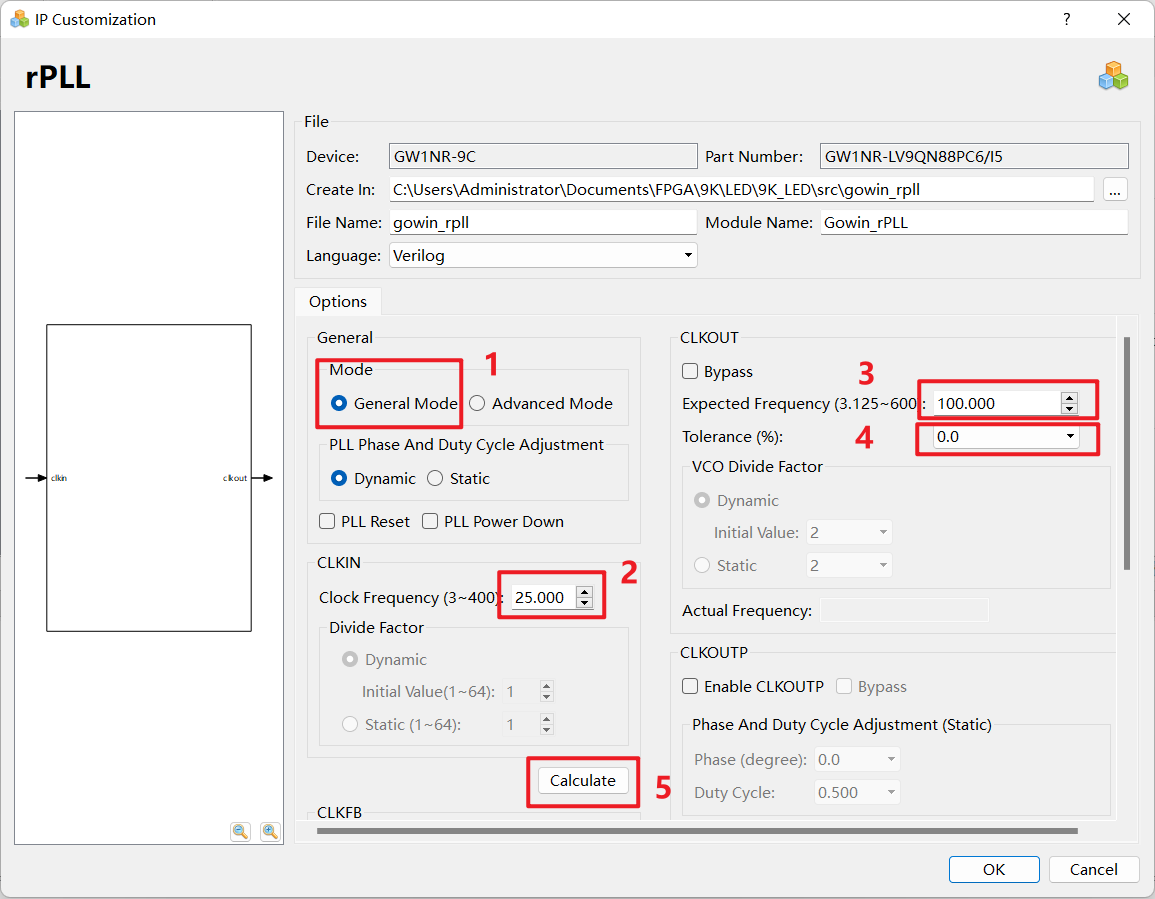 IP Customization ?
rPLL
File
Device: GW1NR-9C Part Number: GW1NR-LV9QN88PC6/I5
Create In: C:\Users\Administrator\Documents\FPGA\9K\LED\9K_LED\src\gowin_rpll ...
File Name: gowin_rpll Module Name: Gowin_rPLL
Language: Verilog
Options
General
Mode 1
General Mode Advanced Mode
PLL Phase And Duty Cycle Adjustment
Dynamic Static
PLL Reset PLL Power Down
CLKIN
2
Clock Frequency (3~400): 25.000
Divide Factor
Dynamic
Initial Value(1~64): 1
Static (1~64): 1
Calculate 5
CLKFB
CLKOUT
Bypass 3
Expected Frequency (3.125~600): 100.000
Tolerance (%): 4 0.0
VCO Divide Factor
Dynamic
Initial Value: 2
Static 2
Actual Frequency:
CLKOUTP
Enable CLKOUTP Bypass
Phase And Duty Cycle Adjustment (Static)
Phase (degree): 0.0
Duty Cycle: 0.500
clkin clkout
OK Cancel